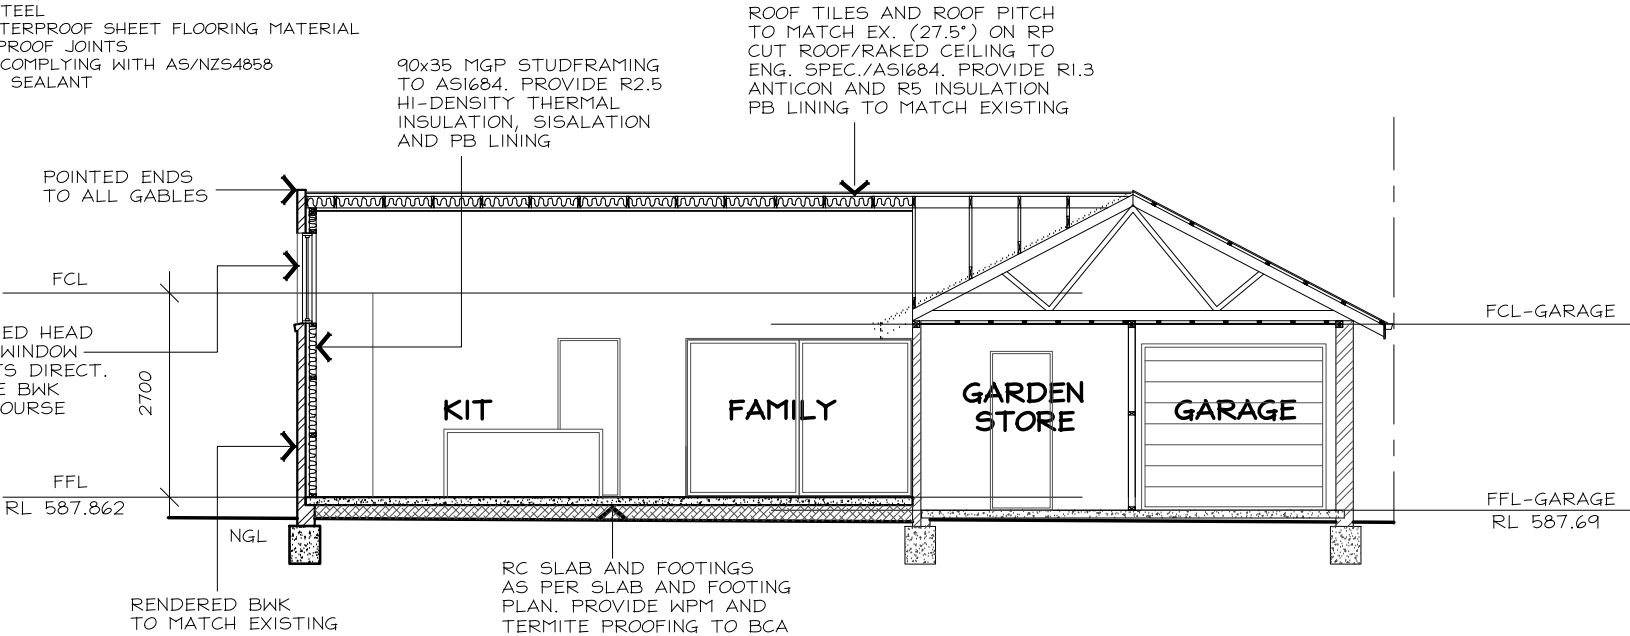 TEEL
TERPROOF SHEET FLOORING MATERIAL
PROOF JOINTS
COMPLYING WITH AS/NZS4858
SEALANT
90x35 MGP STUDFRAMING
TO AS1684. PROVIDE R2.5
HI-DENSITY THERMAL
INSULATION, SISALATION
AND PB LINING
ROOF TILES AND ROOF PITCH
TO MATCH EX. (27.5°) ON RP
CUT ROOF/RAKED CEILING TO
ENG. SPEC./AS1684. PROVIDE R1.3
ANTICON AND R5 INSULATION
PB LINING TO MATCH EXISTING
POINTED ENDS
TO ALL GABLES
FCL
ED HEAD
WINDOW
TS DIRECT.
E BWK
OURSE
2700
FFL
RL 587.862
NGL
KIT
FAMILY
GARDEN
STORE
GARAGE
FCL-GARAGE
FFL-GARAGE
RL 587.69
RENDERED BWK
TO MATCH EXISTING
RC SLAB AND FOOTINGS
AS PER SLAB AND FOOTING
PLAN. PROVIDE WPM AND
TERMITE PROOFING TO BCA